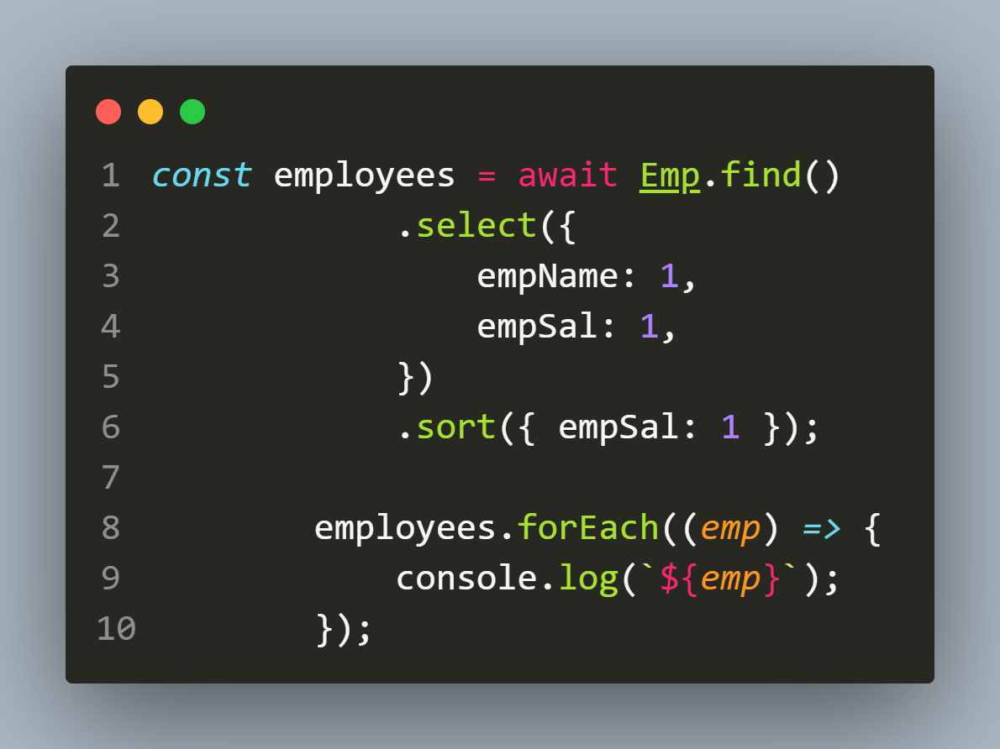 1 const employees = await Emp.find()
2             .select({
3                 empName: 1,
4                 empSal: 1,
5             })
6             .sort({ empSal: 1 });
7
8         employees.forEach((emp) => {
9             console.log(`${emp}`);
10         });